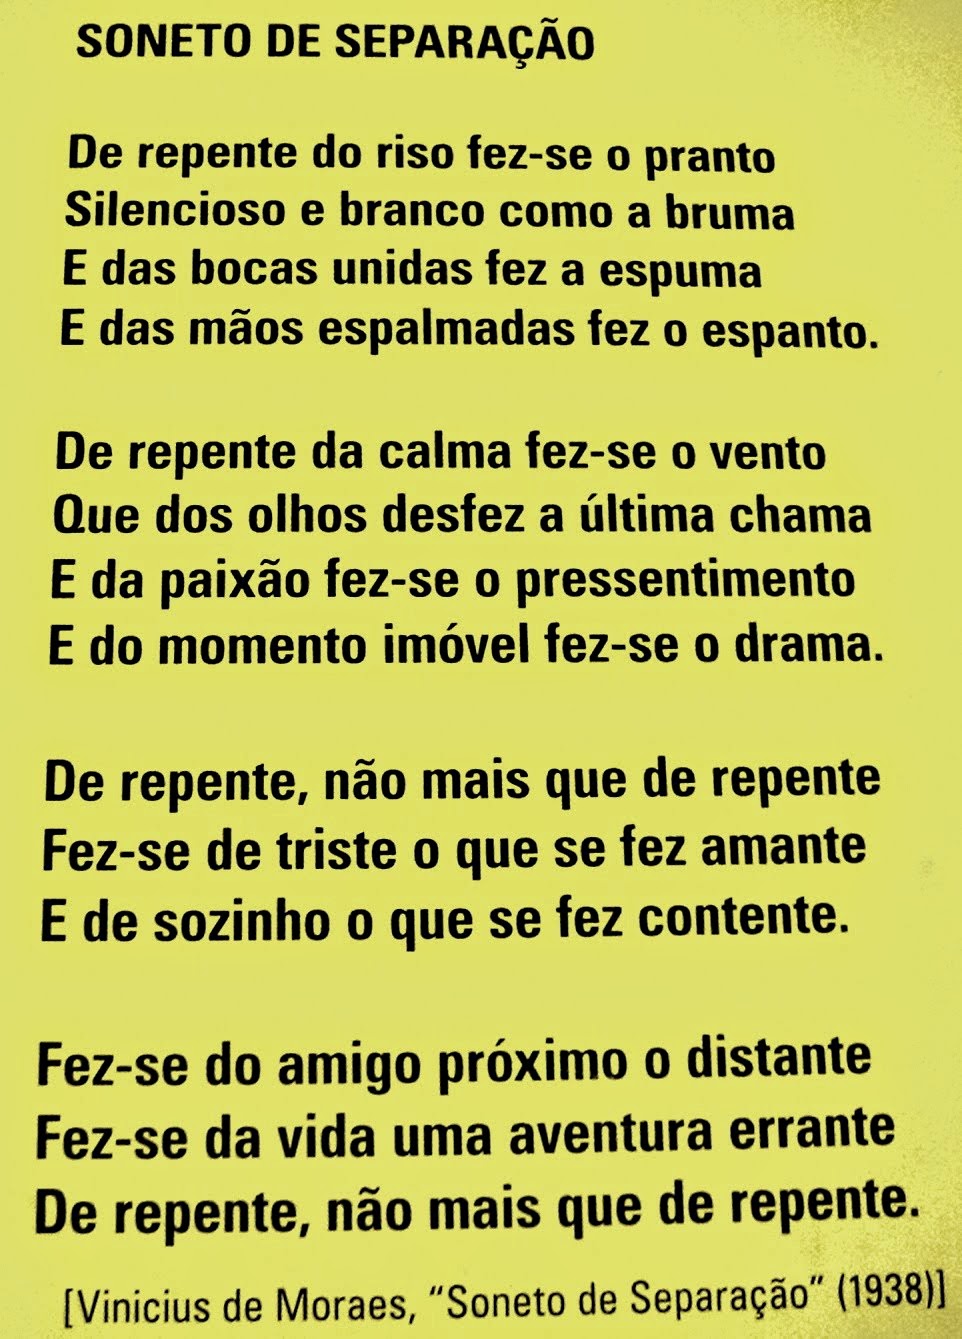 SONETO DE SEPARAÇÃO
De repente do riso fez-se o pranto
Silencioso e branco como a bruma
E das bocas unidas fez a espuma
E das mãos espalmadas fez o espanto.
De repente da calma fez-se o vento
Que dos olhos desfez a última chama
E da paixão fez-se o pressentimento
E do momento imóvel fez-se o drama.
De repente, não mais que de repente
Fez-se de triste o que se fez amante
E de sozinho o que se fez contente.
Fez-se do amigo próximo o distante
Fez-se da vida uma aventura errante
De repente, não mais que de repente.
[Vinicius de Moraes, “Soneto de Separação” (1938)]